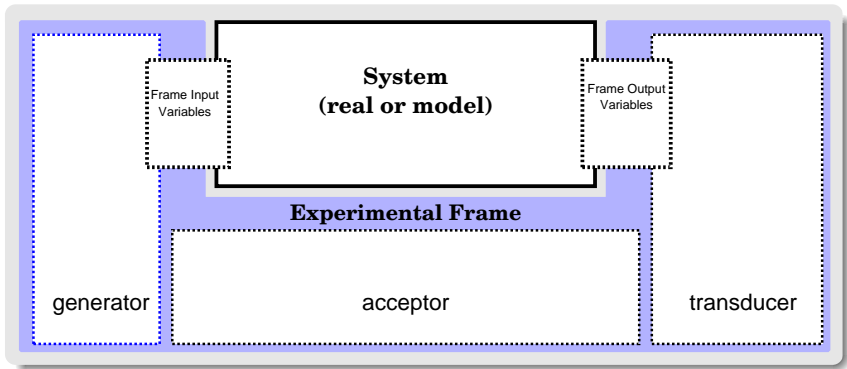 System
(real or model)
Frame Input
Variables
Frame Output
Variables
Experimental Frame
generator
acceptor
transducer